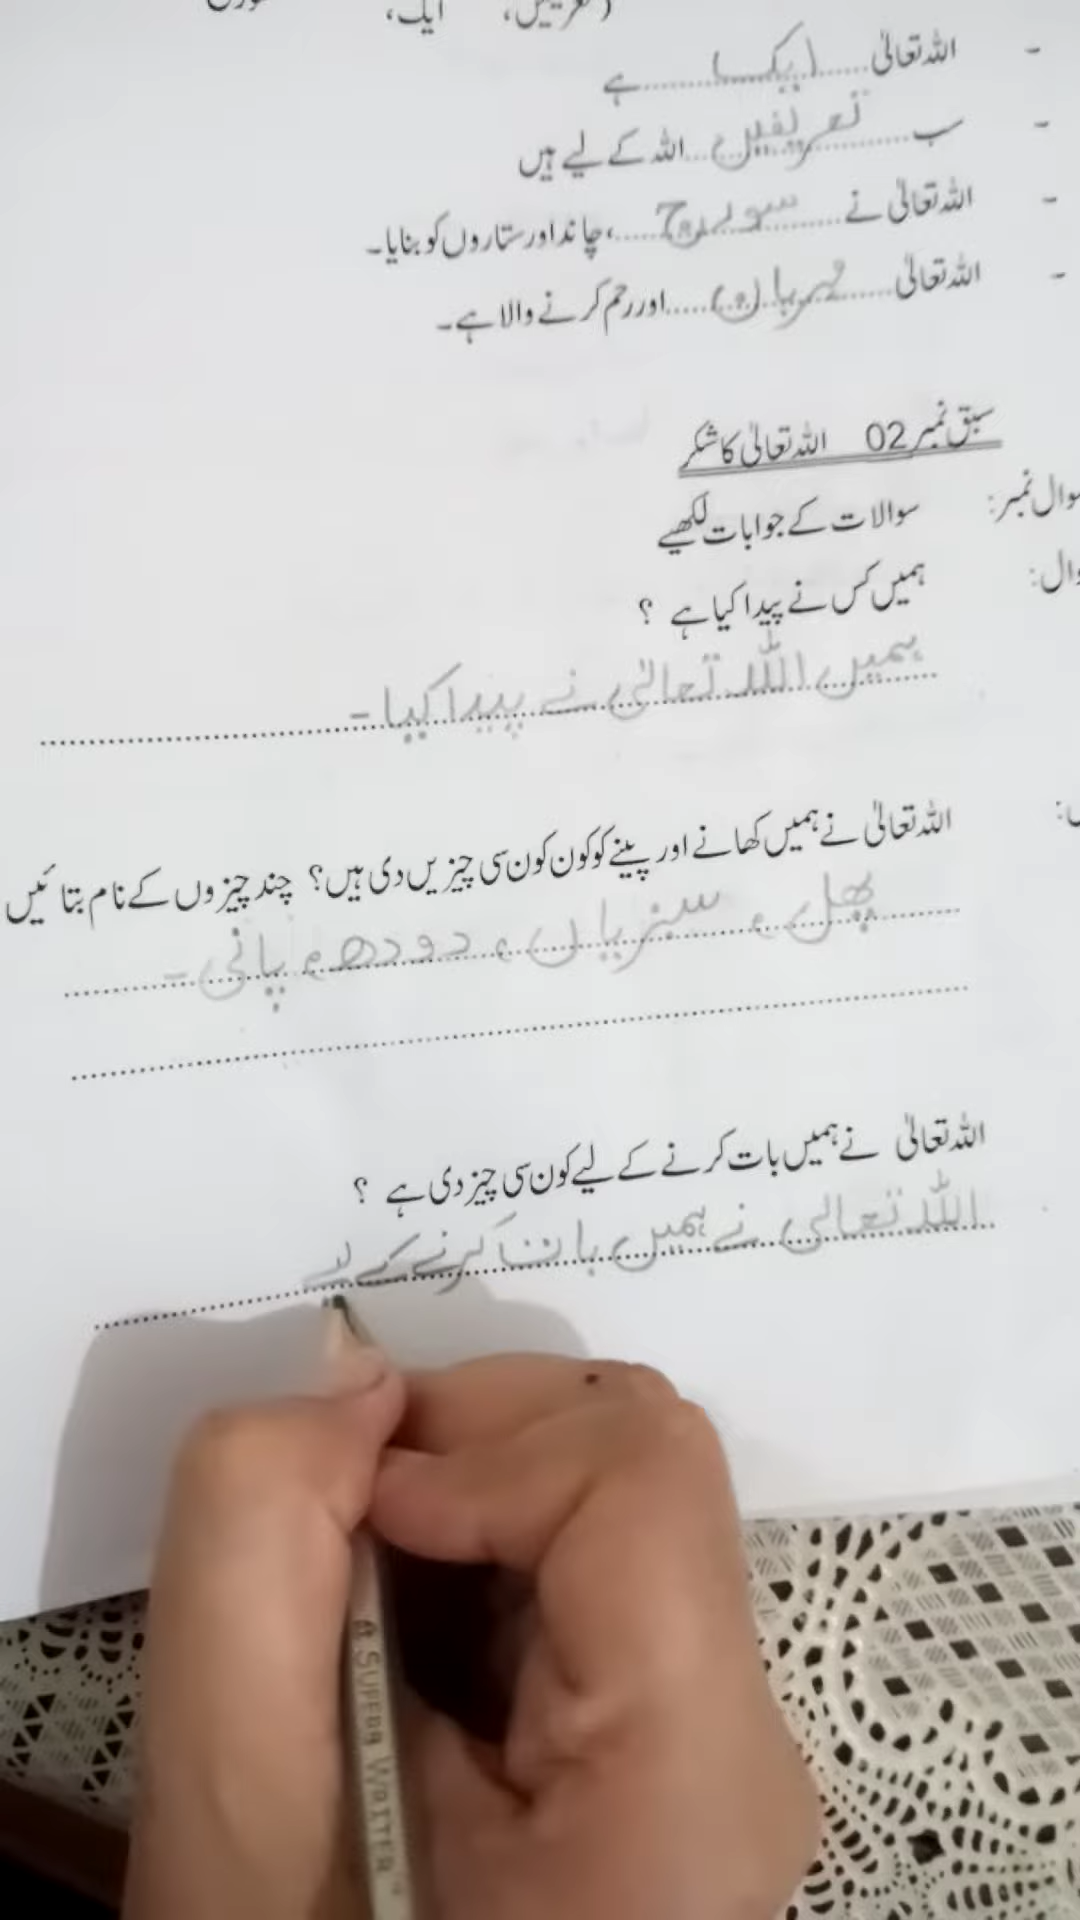 ایک،
اللہ تعالیٰ ......(یک)...... ہے
سب ...... تعریفیں ... اللہ کے لیے ہیں
اللہ تعالیٰ نے ...... سورج ......، چاند اور ستاروں کو بنایا۔
اللہ تعالیٰ ...... مہربان ...... اور رحم کرنے والا ہے۔
سبق نمبر 02 اللہ تعالیٰ کا شکر
سوال نمبر: سوالات کے جوابات لکھیے
ہمیں کس نے پیدا کیا ہے ؟
ہمیں اللہ تعالیٰ نے پیدا کیا -
اللہ تعالیٰ نے ہمیں کھانے اور پینے کو کون کون سی چیزیں دی ہیں؟ چند چیزوں کے نام بتائیں
پھل ، سبزیاں ، دودھ ، پانی -
اللہ تعالیٰ نے ہمیں بات کرنے کے لیے کون سی چیز دی ہے ؟
اللہ تعالی نے ہمیں بات کرنے کے لیے
SUPERB WRITER